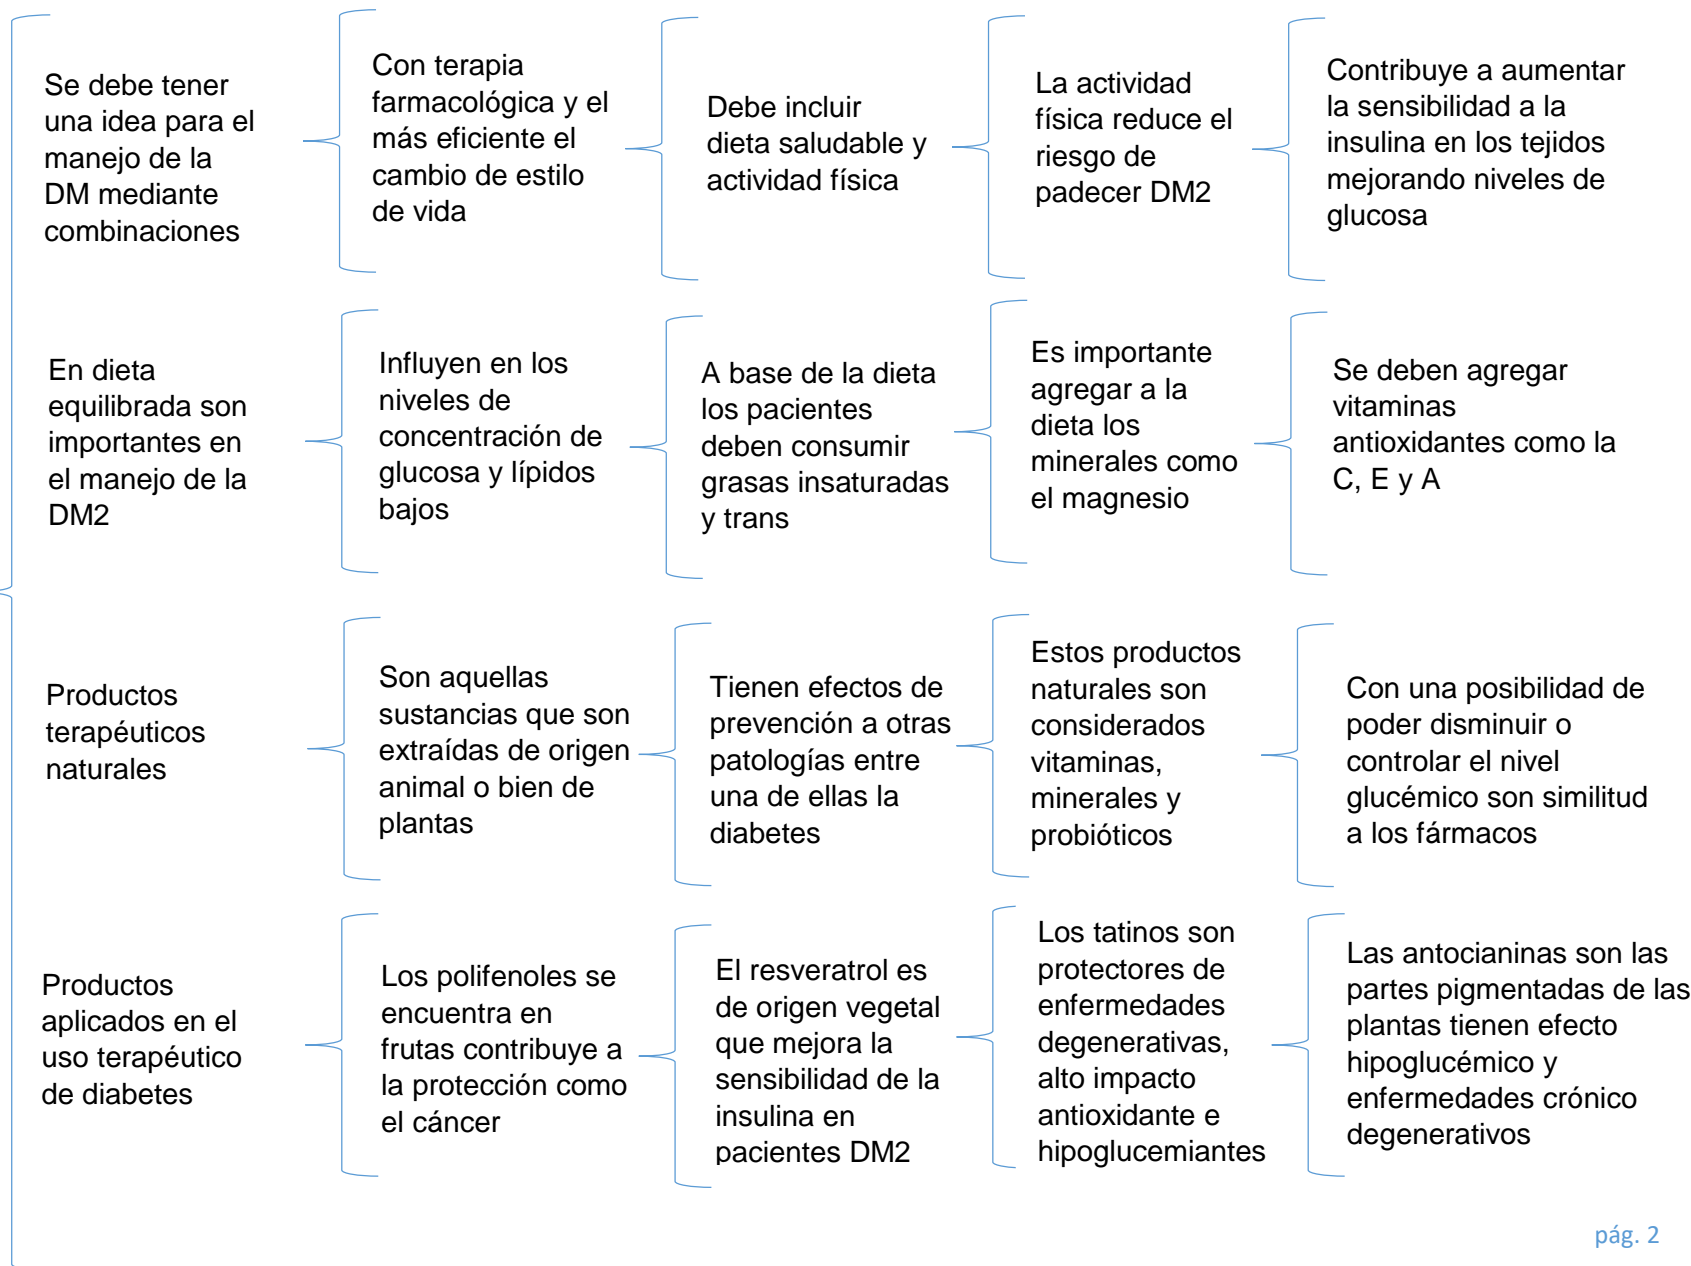 Se debe tener
una idea para el
manejo de la
DM mediante
combinaciones
Con terapia
farmacológica y el
más eficiente el
cambio de estilo
de vida
Debe incluir
dieta saludable y
actividad física
La actividad
física reduce el
riesgo de
padecer DM2
Contribuye a aumentar
la sensibilidad a la
insulina en los tejidos
mejorando niveles de
glucosa
En dieta
equilibrada son
importantes en
el manejo de la
DM2
Influyen en los
niveles de
concentración de
glucosa y lípidos
bajos
A base de la dieta
los pacientes
deben consumir
grasas insaturadas
y trans
Es importante
agregar a la
dieta los
minerales como
el magnesio
Se deben agregar
vitaminas
antioxidantes como la
C, E y A
Productos
terapéuticos
naturales
Son aquellas
sustancias que son
extraídas de origen
animal o bien de
plantas
Tienen efectos de
prevención a otras
patologías entre
una de ellas la
diabetes
Estos productos
naturales son
considerados
vitaminas,
minerales y
probióticos
Con una posibilidad de
poder disminuir o
controlar el nivel
glucémico son similitud
a los fármacos
Productos
aplicados en el
uso terapéutico
de diabetes
Los polifenoles se
encuentra en
frutas contribuye a
la protección como
el cáncer
El resveratrol es
de origen vegetal
que mejora la
sensibilidad de la
insulina en
pacientes DM2
Los tatinos son
protectores de
enfermedades
degenerativas,
alto impacto
antioxidante e
hipoglucemiantes
Las antocianinas son las
partes pigmentadas de las
plantas tienen efecto
hipoglucémico y
enfermedades crónico
degenerativos
pág. 2